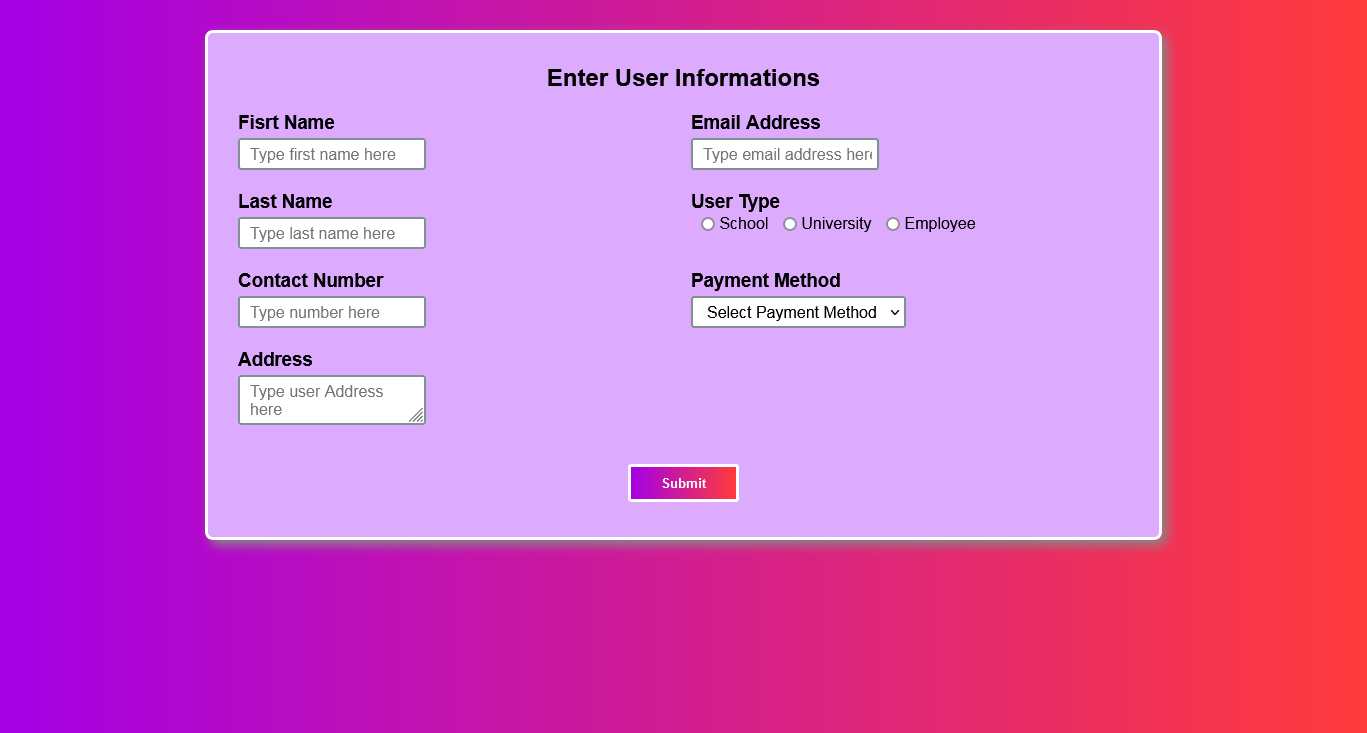 Enter User Informations
Fisrt Name
Type first name here
Last Name
Type last name here
Contact Number
Type number here
Address
Type user Address
here
Email Address
Type email address here
User Type
School University Employee
Payment Method
Select Payment Method
Submit